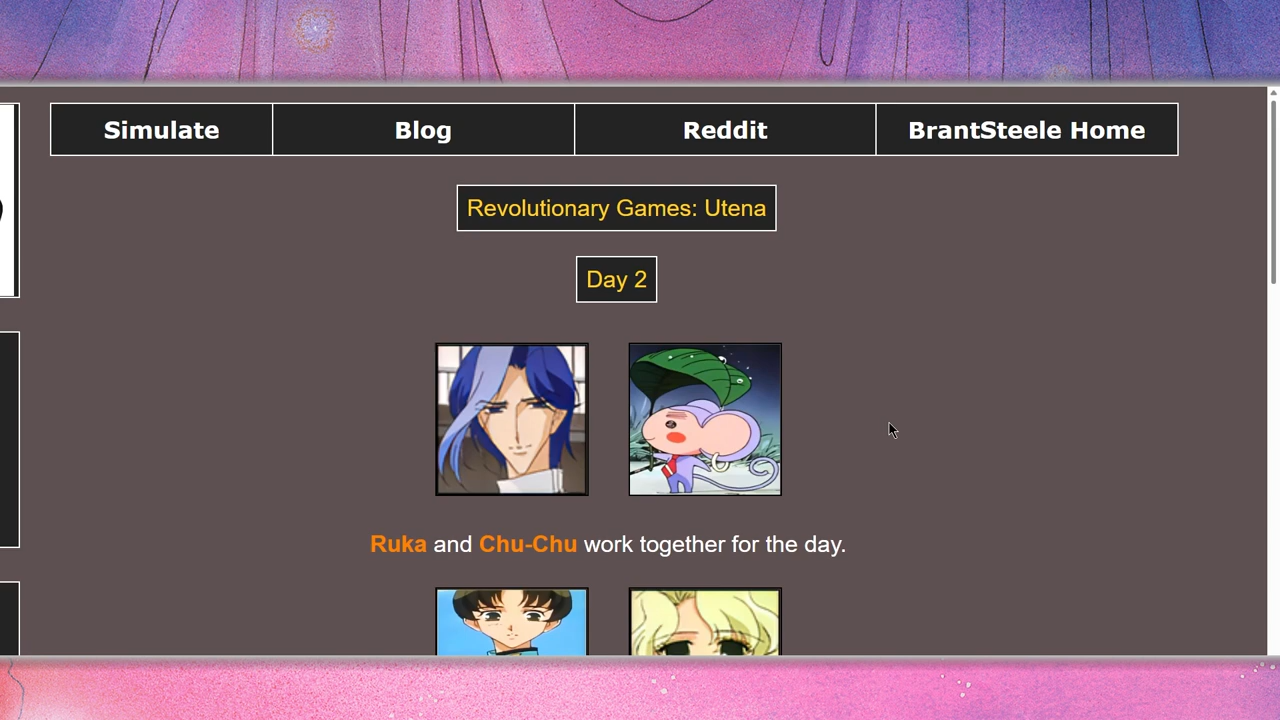 Simulate Blog Reddit BrantSteele Home
Revolutionary Games: Utena
Day 2
Ruka and Chu-Chu work together for the day.